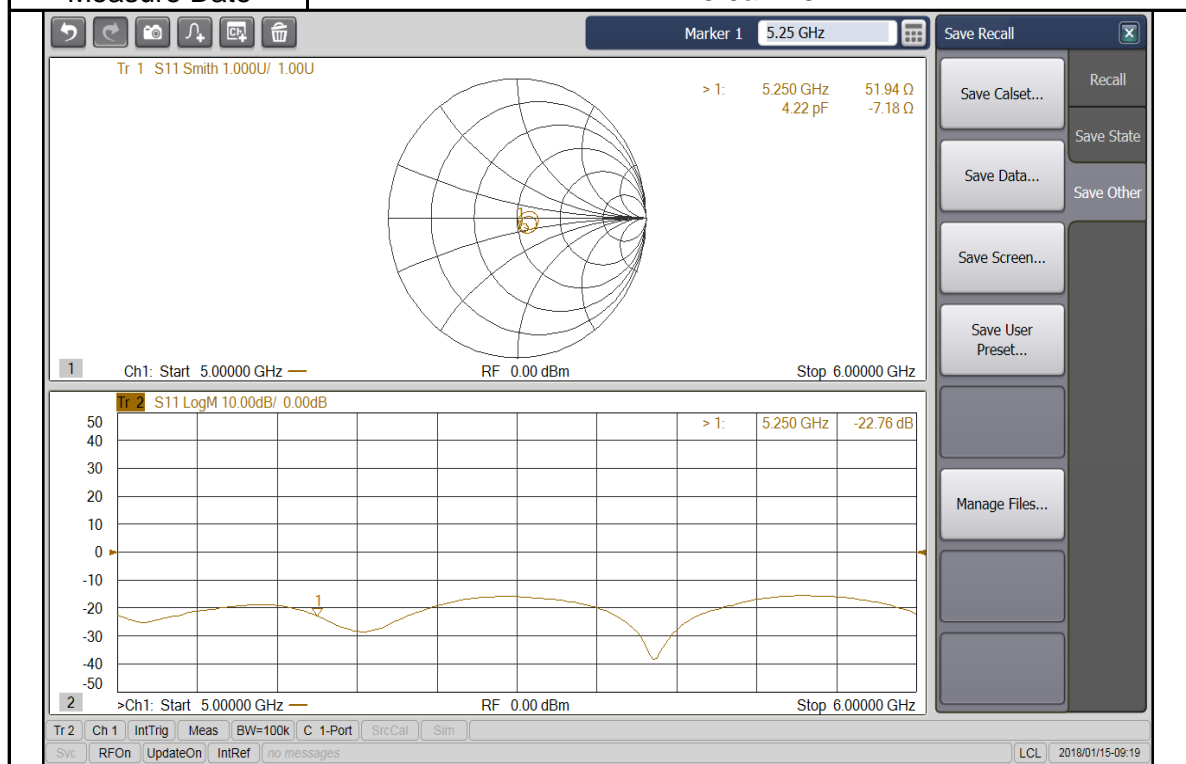 Measure Date
CP
Marker 1 5.25 GHz
Save Recall
X
Tr 1 S11 Smith 1.000U/ 1.00U
> 1: 5.250 GHz 51.94 Ω
4.22 pF -7.18 Ω
1
1 Ch1: Start 5.00000 GHz RF 0.00 dBm Stop 6.00000 GHz
Tr 2 S11 LogM 10.00dB/ 0.00dB
> 1: 5.250 GHz -22.76 dB
50
40
30
20
10
0
-10
-20
-30
-40
-50
1
2 >Ch1: Start 5.00000 GHz RF 0.00 dBm Stop 6.00000 GHz
Save Calset...
Save Data...
Save Screen...
Save User
Preset...
Manage Files...
Recall
Save State
Save Other
Tr 2 Ch 1 IntTrig Meas BW=100k C 1-Port SrcCal Sim
Svc RFOn UpdateOn IntRef no messages LCL 2018/01/15-09:19